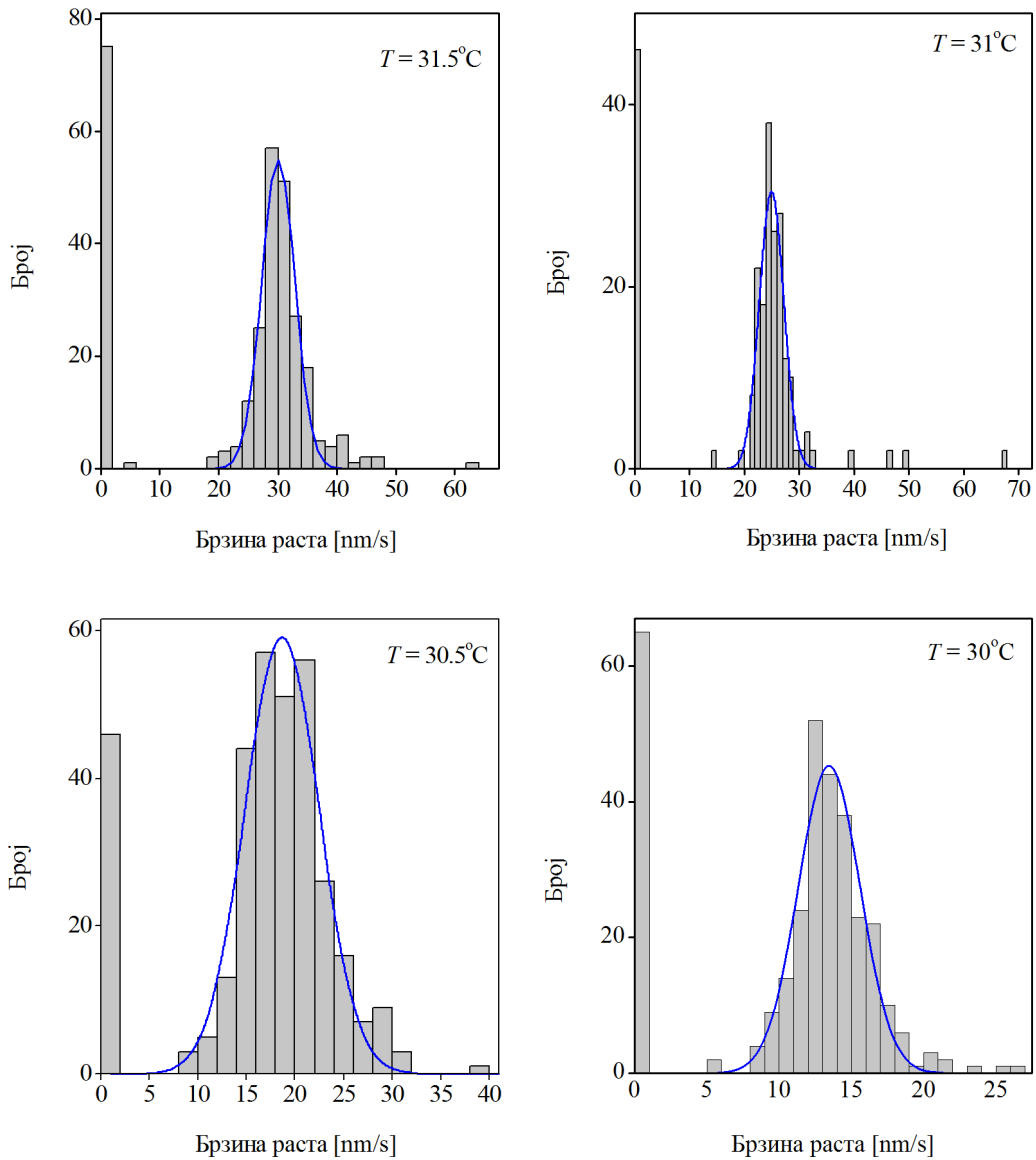 80
60
40
20
0
Број
T = 31.5°C
0 10 20 30 40 50 60
Брзина раста [nm/s]
40
20
0
Број
T = 31°C
0 10 20 30 40 50 60 70
Брзина раста [nm/s]
60
40
20
0
Број
T = 30.5°C
0 5 10 15 20 25 30 35 40
Брзина раста [nm/s]
60
40
20
0
Број
T = 30°C
0 5 10 15 20 25
Брзина раста [nm/s]